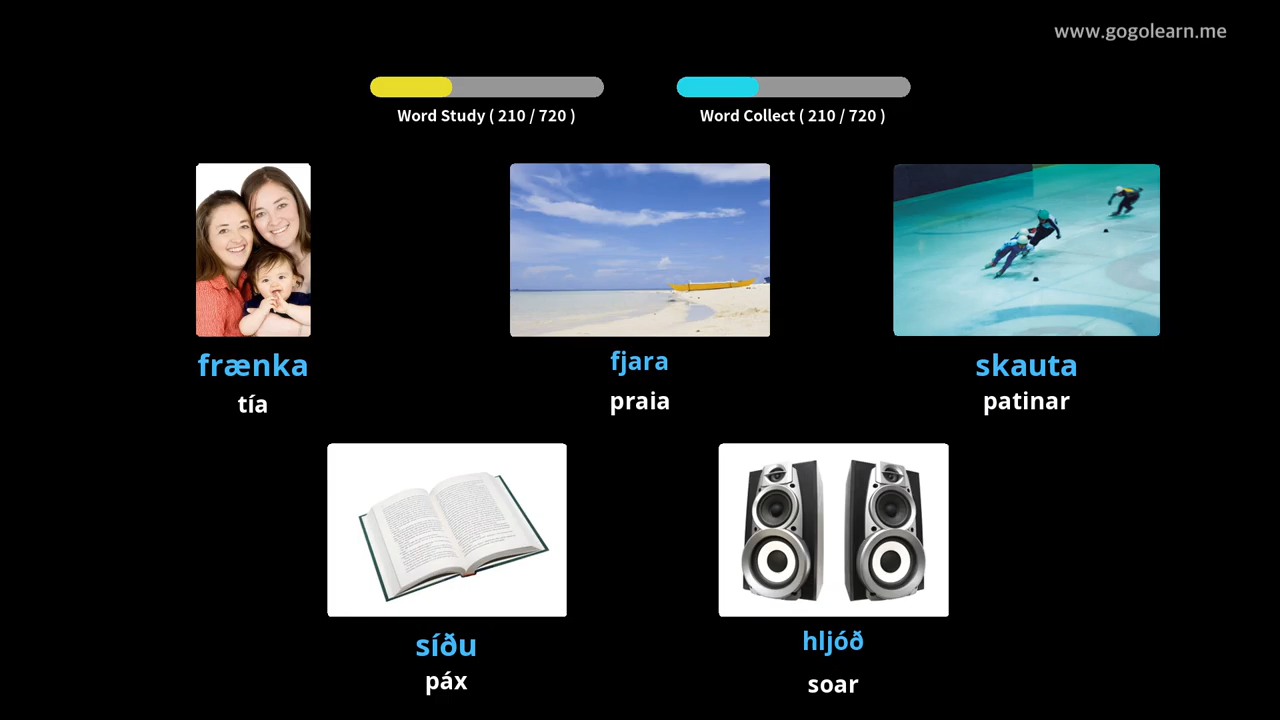 www.gogolearn.me
Word Study ( 210 / 720 )
Word Collect ( 210 / 720 )
frænka
tía
fjara
praia
skauta
patinar
síðu
páx
hljóð
soar